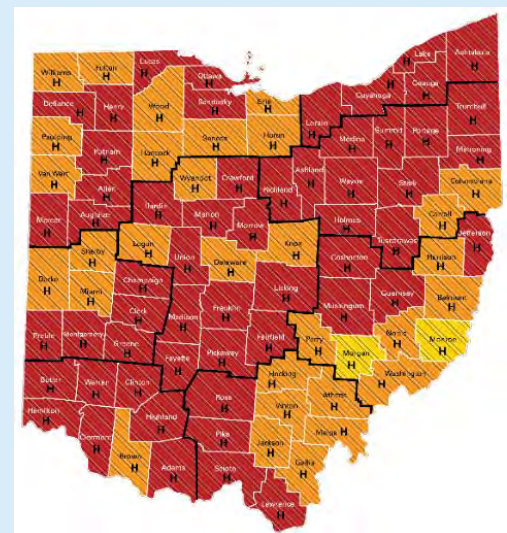 Williams H
Fulton H
Lucas H
Ottawa H
Lake H
Ashtabula H
Defiance H
Henry H
Wood H
Sandusky H
Erie H
Cuyahoga H
Geauga H
Trumbull H
Paulding H
Putnam H
Hancock H
Seneca H
Huron H
Lorain H
Medina H
Summit H
Portage H
Mahoning H
Van Wert H
Allen H
Wyandot H
Crawford H
Richland H
Ashland H
Wayne H
Stark H
Columbiana H
Mercer H
Auglaize H
Hardin H
Marion H
Morrow H
Holmes H
Tuscarawas H
Carroll H
Jefferson H
Shelby H
Logan H
Union H
Delaware H
Knox H
Coshocton H
Harrison H
Darke H
Miami H
Champaign H
Licking H
Muskingum H
Guernsey H
Belmont H
Preble H
Montgomery H
Clark H
Greene H
Madison H
Franklin H
Fairfield H
Perry H
Morgan H
Noble H
Monroe H
Fayette H
Pickaway H
Butler H
Warren H
Clinton H
Ross H
Hocking H
Athens H
Washington H
Hamilton H
Clermont H
Highland H
Pike H
Vinton H
Meigs H
Brown H
Adams H
Scioto H
Jackson H
Gallia H
Lawrence H